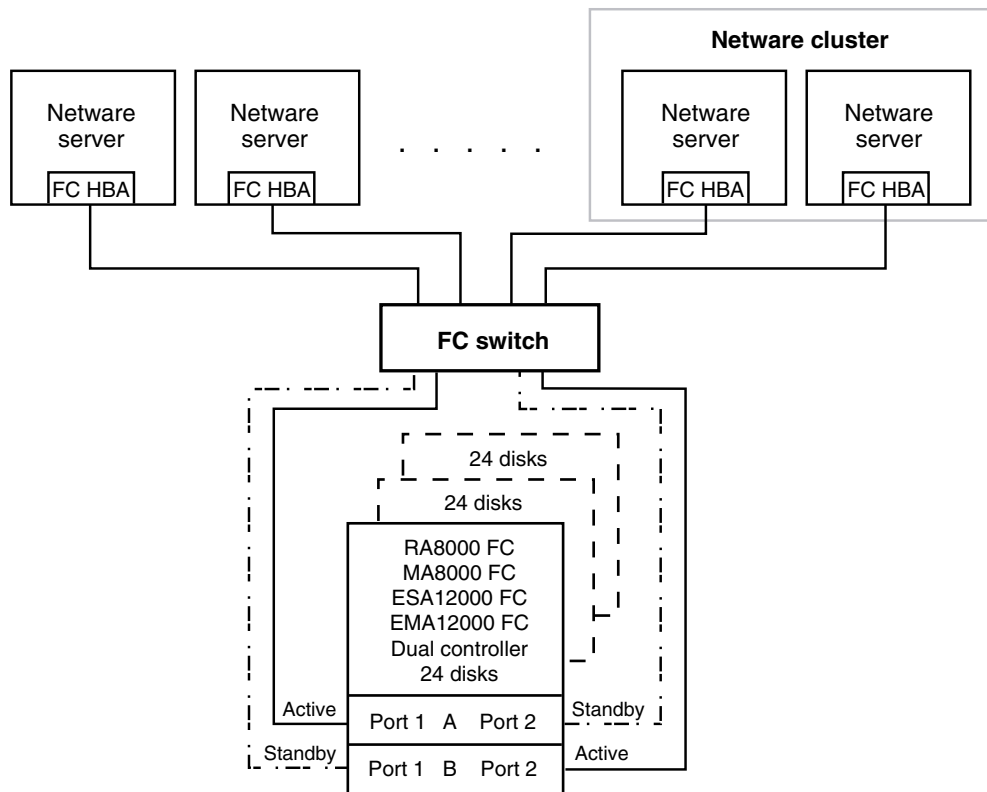 Netware cluster
Netware
server
FC HBA
Netware
server
FC HBA
. . . . .
Netware
server
FC HBA
Netware
server
FC HBA
FC switch
24 disks
24 disks
RA8000 FC
MA8000 FC
ESA12000 FC
EMA12000 FC
Dual controller
24 disks
Active
Port 1 A Port 2
Standby
Standby
Port 1 B Port 2
Active